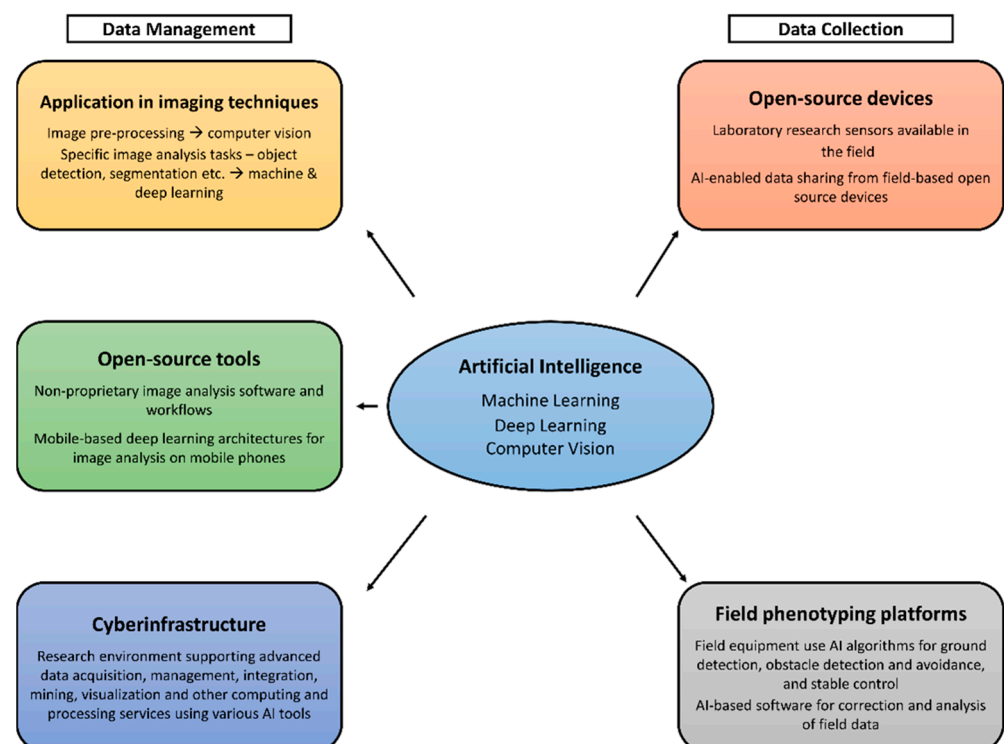 Data Management
Application in imaging techniques
Image pre-processing → computer vision
Specific image analysis tasks – object
detection, segmentation etc. → machine &
deep learning
Open-source tools
Non-proprietary image analysis software and
workflows
Mobile-based deep learning architectures for
image analysis on mobile phones
Cyberinfrastructure
Research environment supporting advanced
data acquisition, management, integration,
mining, visualization and other computing and
processing services using various AI tools
Artificial Intelligence
Machine Learning
Deep Learning
Computer Vision
Data Collection
Open-source devices
Laboratory research sensors available in
the field
AI-enabled data sharing from field-based open
source devices
Field phenotyping platforms
Field equipment use AI algorithms for ground
detection, obstacle detection and avoidance,
and stable control
AI-based software for correction and analysis
of field data